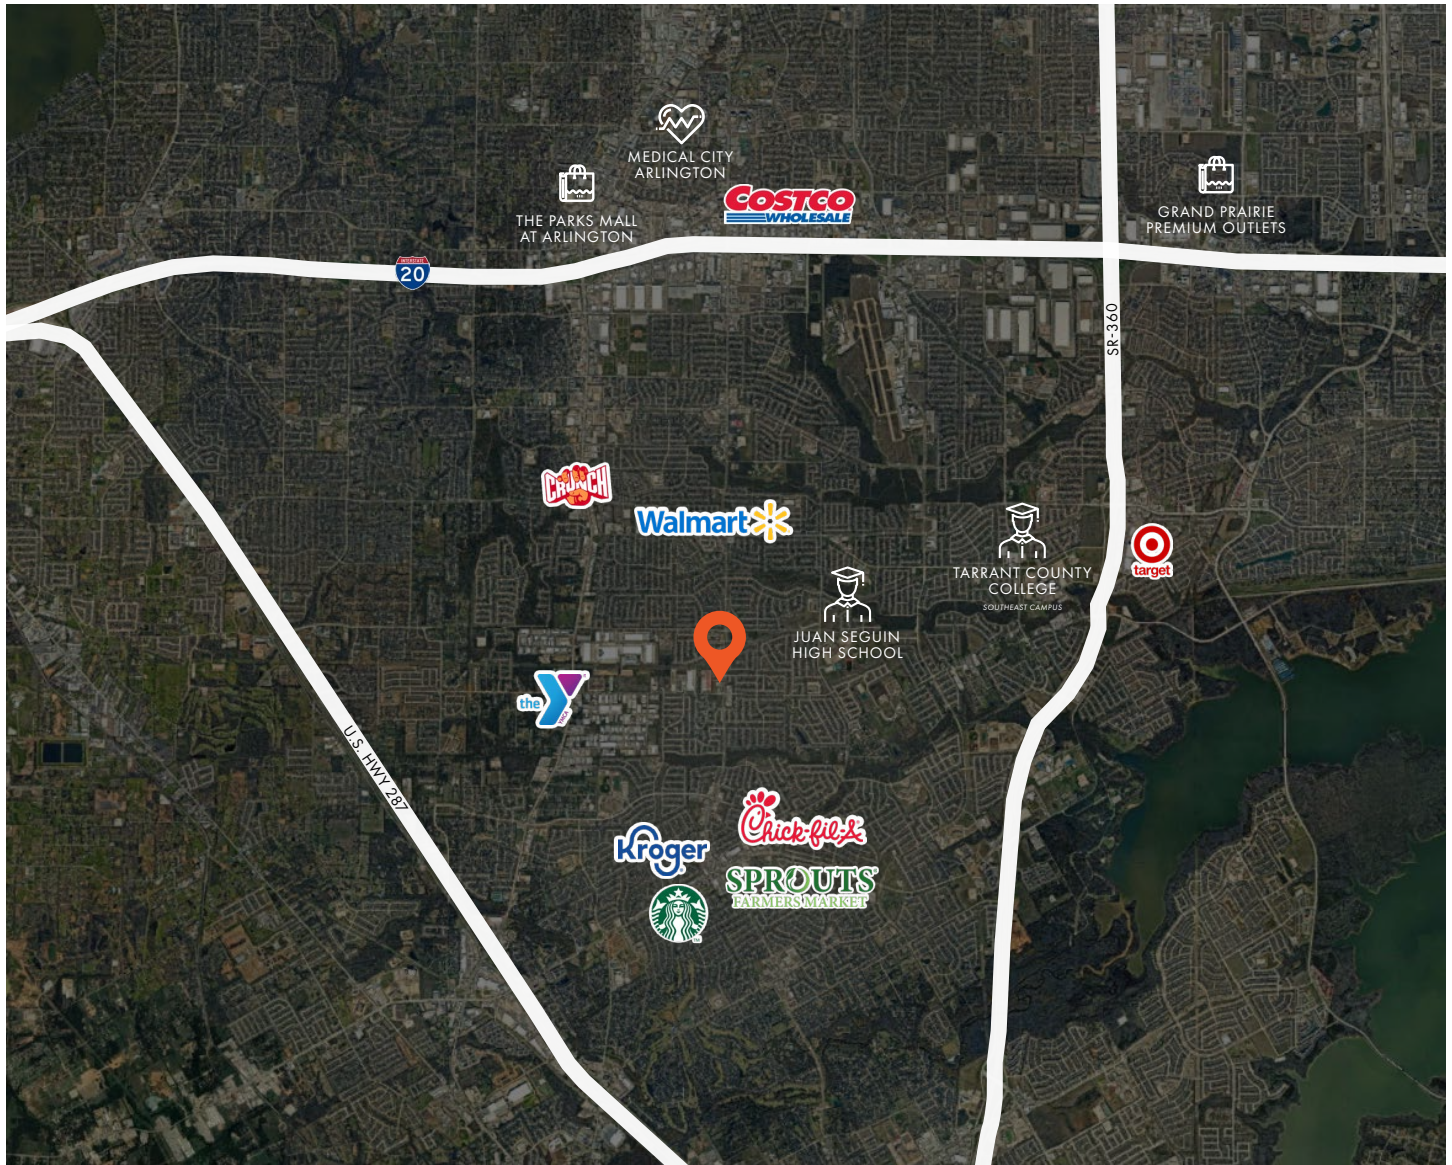 MEDICAL CITY
ARLINGTON
THE PARKS MALL
AT ARLINGTON
COSTCO
WHOLESALE
GRAND PRAIRIE
PREMIUM OUTLETS
INTERSTATE
20
SR-360
CRUNCH
Walmart
TARRANT COUNTY
COLLEGE
SOUTHEAST CAMPUS
target
JUAN SEGUIN
HIGH SCHOOL
the
YMCA
U.S. HWY 287
Chick-fil-A
Kroger
SPROUTS
FARMERS MARKET